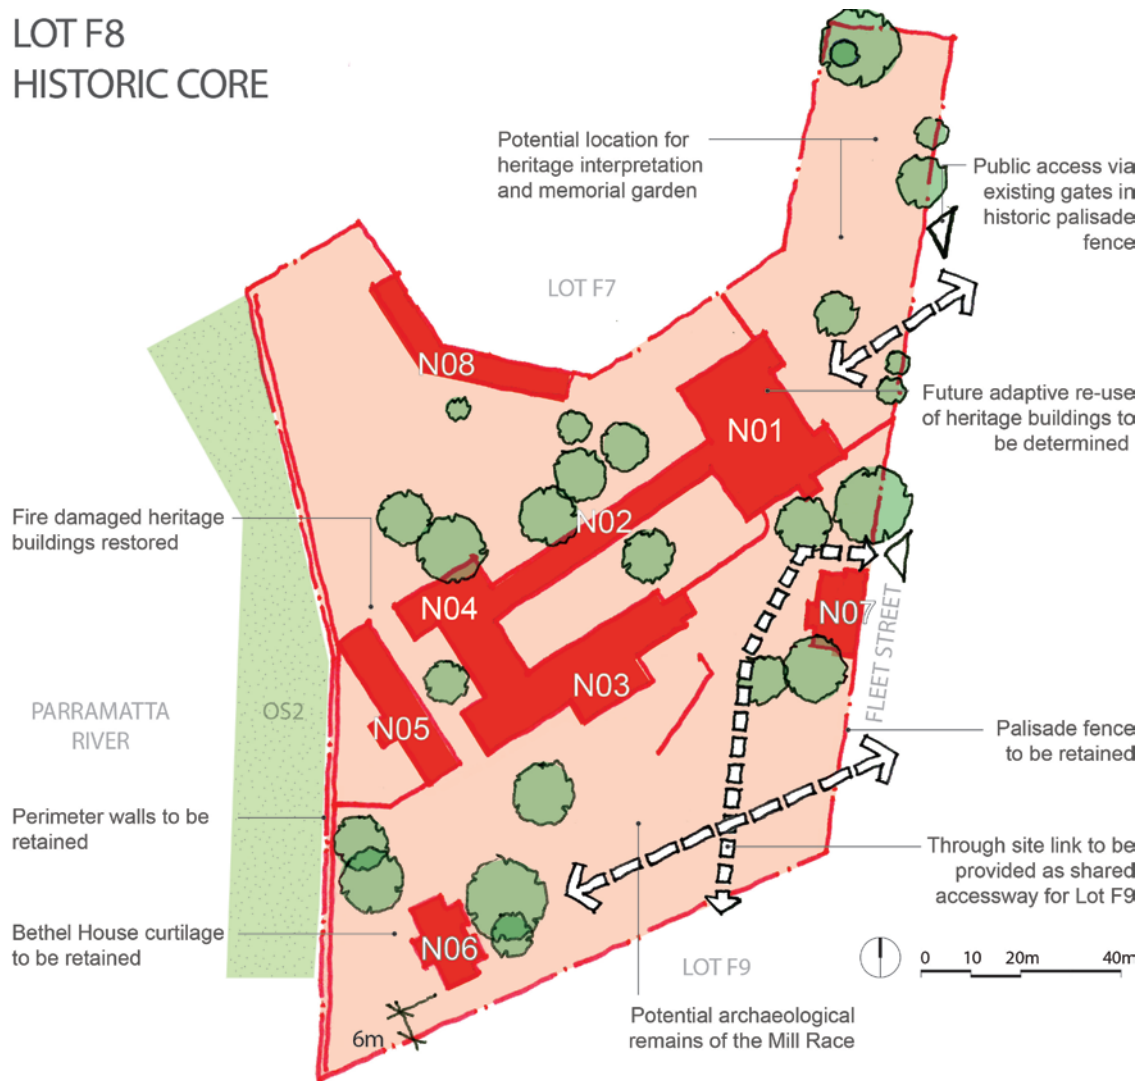 LOT F8
HISTORIC CORE
Potential location for
heritage interpretation
and memorial garden
Public access via
existing gates in
historic palisade
fence
LOT F7
N08
N01
Future adaptive re-use
of heritage buildings to
be determined
Fire damaged heritage
buildings restored
N02
N04
N07
N03
N05
FLEET STREET
PARRAMATTA
RIVER
OS2
Palisade fence
to be retained
Perimeter walls to be
retained
Through site link to be
provided as shared
accessway for Lot F9
Bethel House curtilage
to be retained
N06
LOT F9
0 10 20m 40m
Potential archaeological
remains of the Mill Race
6m